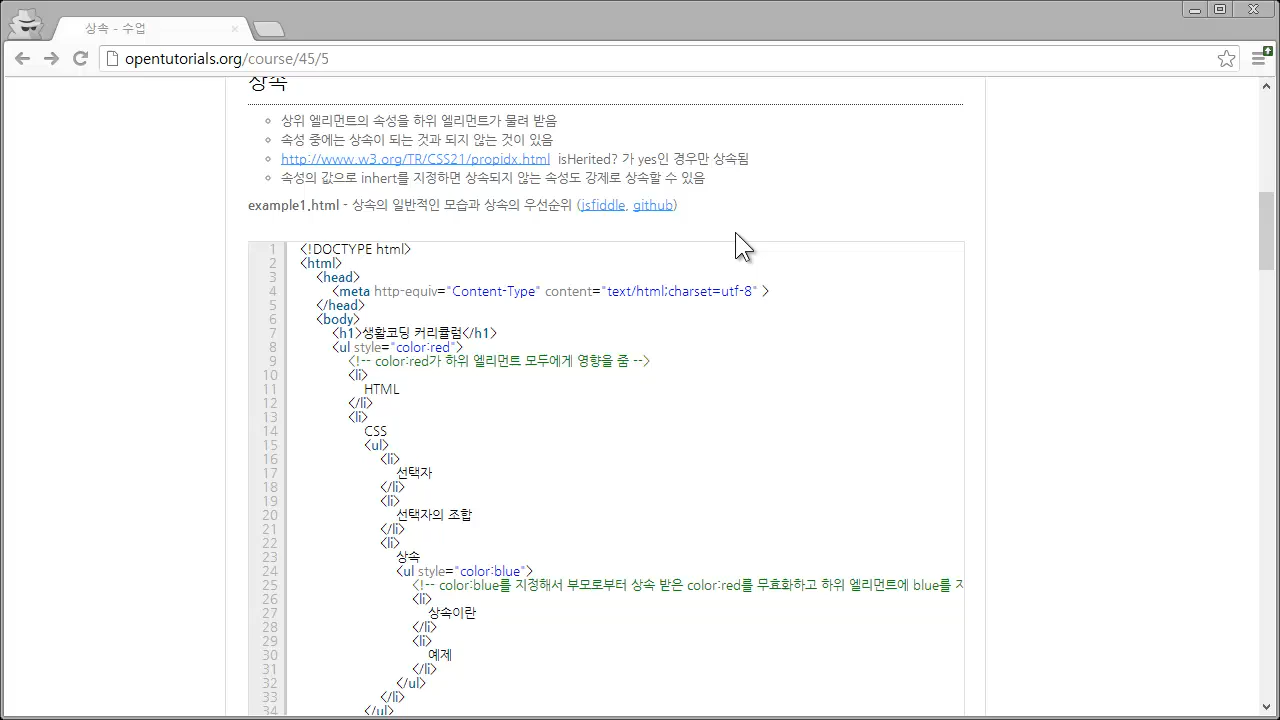 상속 - 수업
opentutorials.org/course/45/5
상속
상위 엘리먼트의 속성을 하위 엘리먼트가 물려 받음
속성 중에는 상속이 되는 것과 되지 않는 것이 있음
http://www.w3.org/TR/CSS21/propidx.html isHerited? 가 yes인 경우만 상속됨
속성의 값으로 inhert를 지정하면 상속되지 않는 속성도 강제로 상속할 수 있음
example1.html - 상속의 일반적인 모습과 상속의 우선순위 (jsfiddle, github)
1 <!DOCTYPE html>
2 <html>
3 <head>
4 <meta http-equiv="Content-Type" content="text/html;charset=utf-8" >
5 </head>
6 <body>
7 <h1>생활코딩 커리큘럼</h1>
8 <ul style="color:red">
9 <!-- color:red가 하위 엘리먼트 모두에게 영향을 줌 -->
10 <li>
11 HTML
12 </li>
13 <li>
14 CSS
15 <ul>
16 <li>
17 선택자
18 </li>
19 <li>
20 선택자의 조합
21 </li>
22 <li>
23 상속
24 <ul style="color:blue">
25 <!-- color:blue를 지정해서 부모로부터 상속 받은 color:red를 무효화하고 하위 엘리먼트에 blue를 지
26 <li>
27 상속이란
28 </li>
29 <li>
30 예제
31 </li>
32 </ul>
33 </li>
34 </ul>